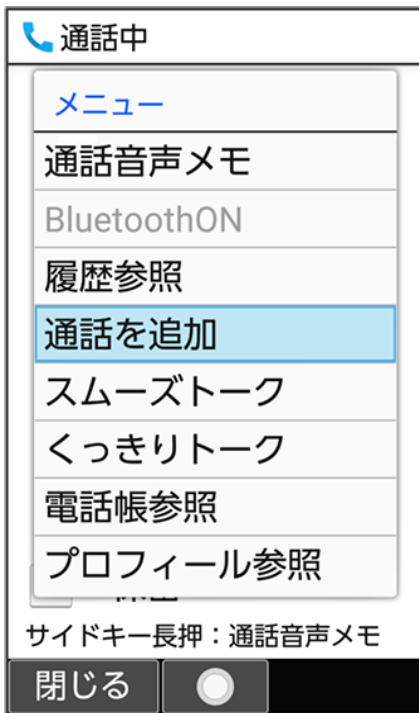 通話中
メニュー
通話音声メモ
BluetoothON
履歴参照
通話を追加
スムーズトーク
くっきりトーク
電話帳参照
プロフィール参照
サイドキー長押：通話音声メモ
閉じる